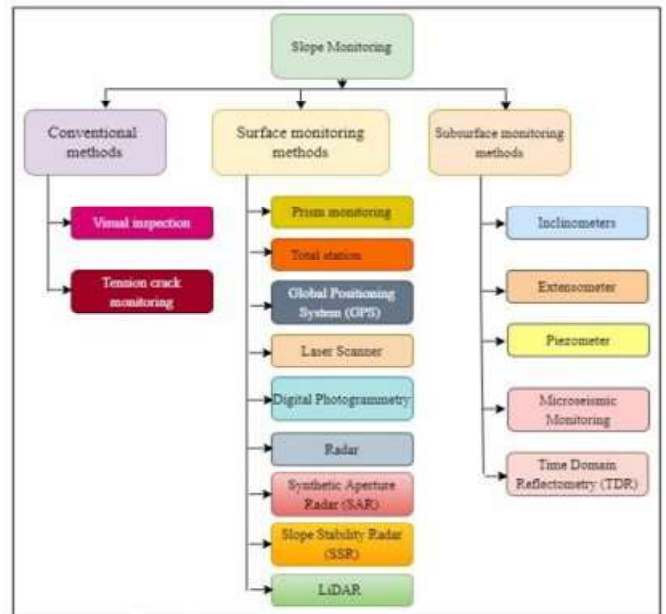 Slope Monitoring
Conventional
methods
Surface monitoring
methods
Subsurface monitoring
methods
Visual inspection
Tension crack
monitoring
Prism monitoring
Total station
Global Positioning
System (GPS)
Laser Scanner
Digital Photogrammetry
Radar
Synthetic Aperture
Radar (SAR)
Slope Stability Radar
(SSR)
LiDAR
Inclinometers
Extensometer
Piezometer
Microseismic
Monitoring
Time Domain
Reflectometry (TDR)